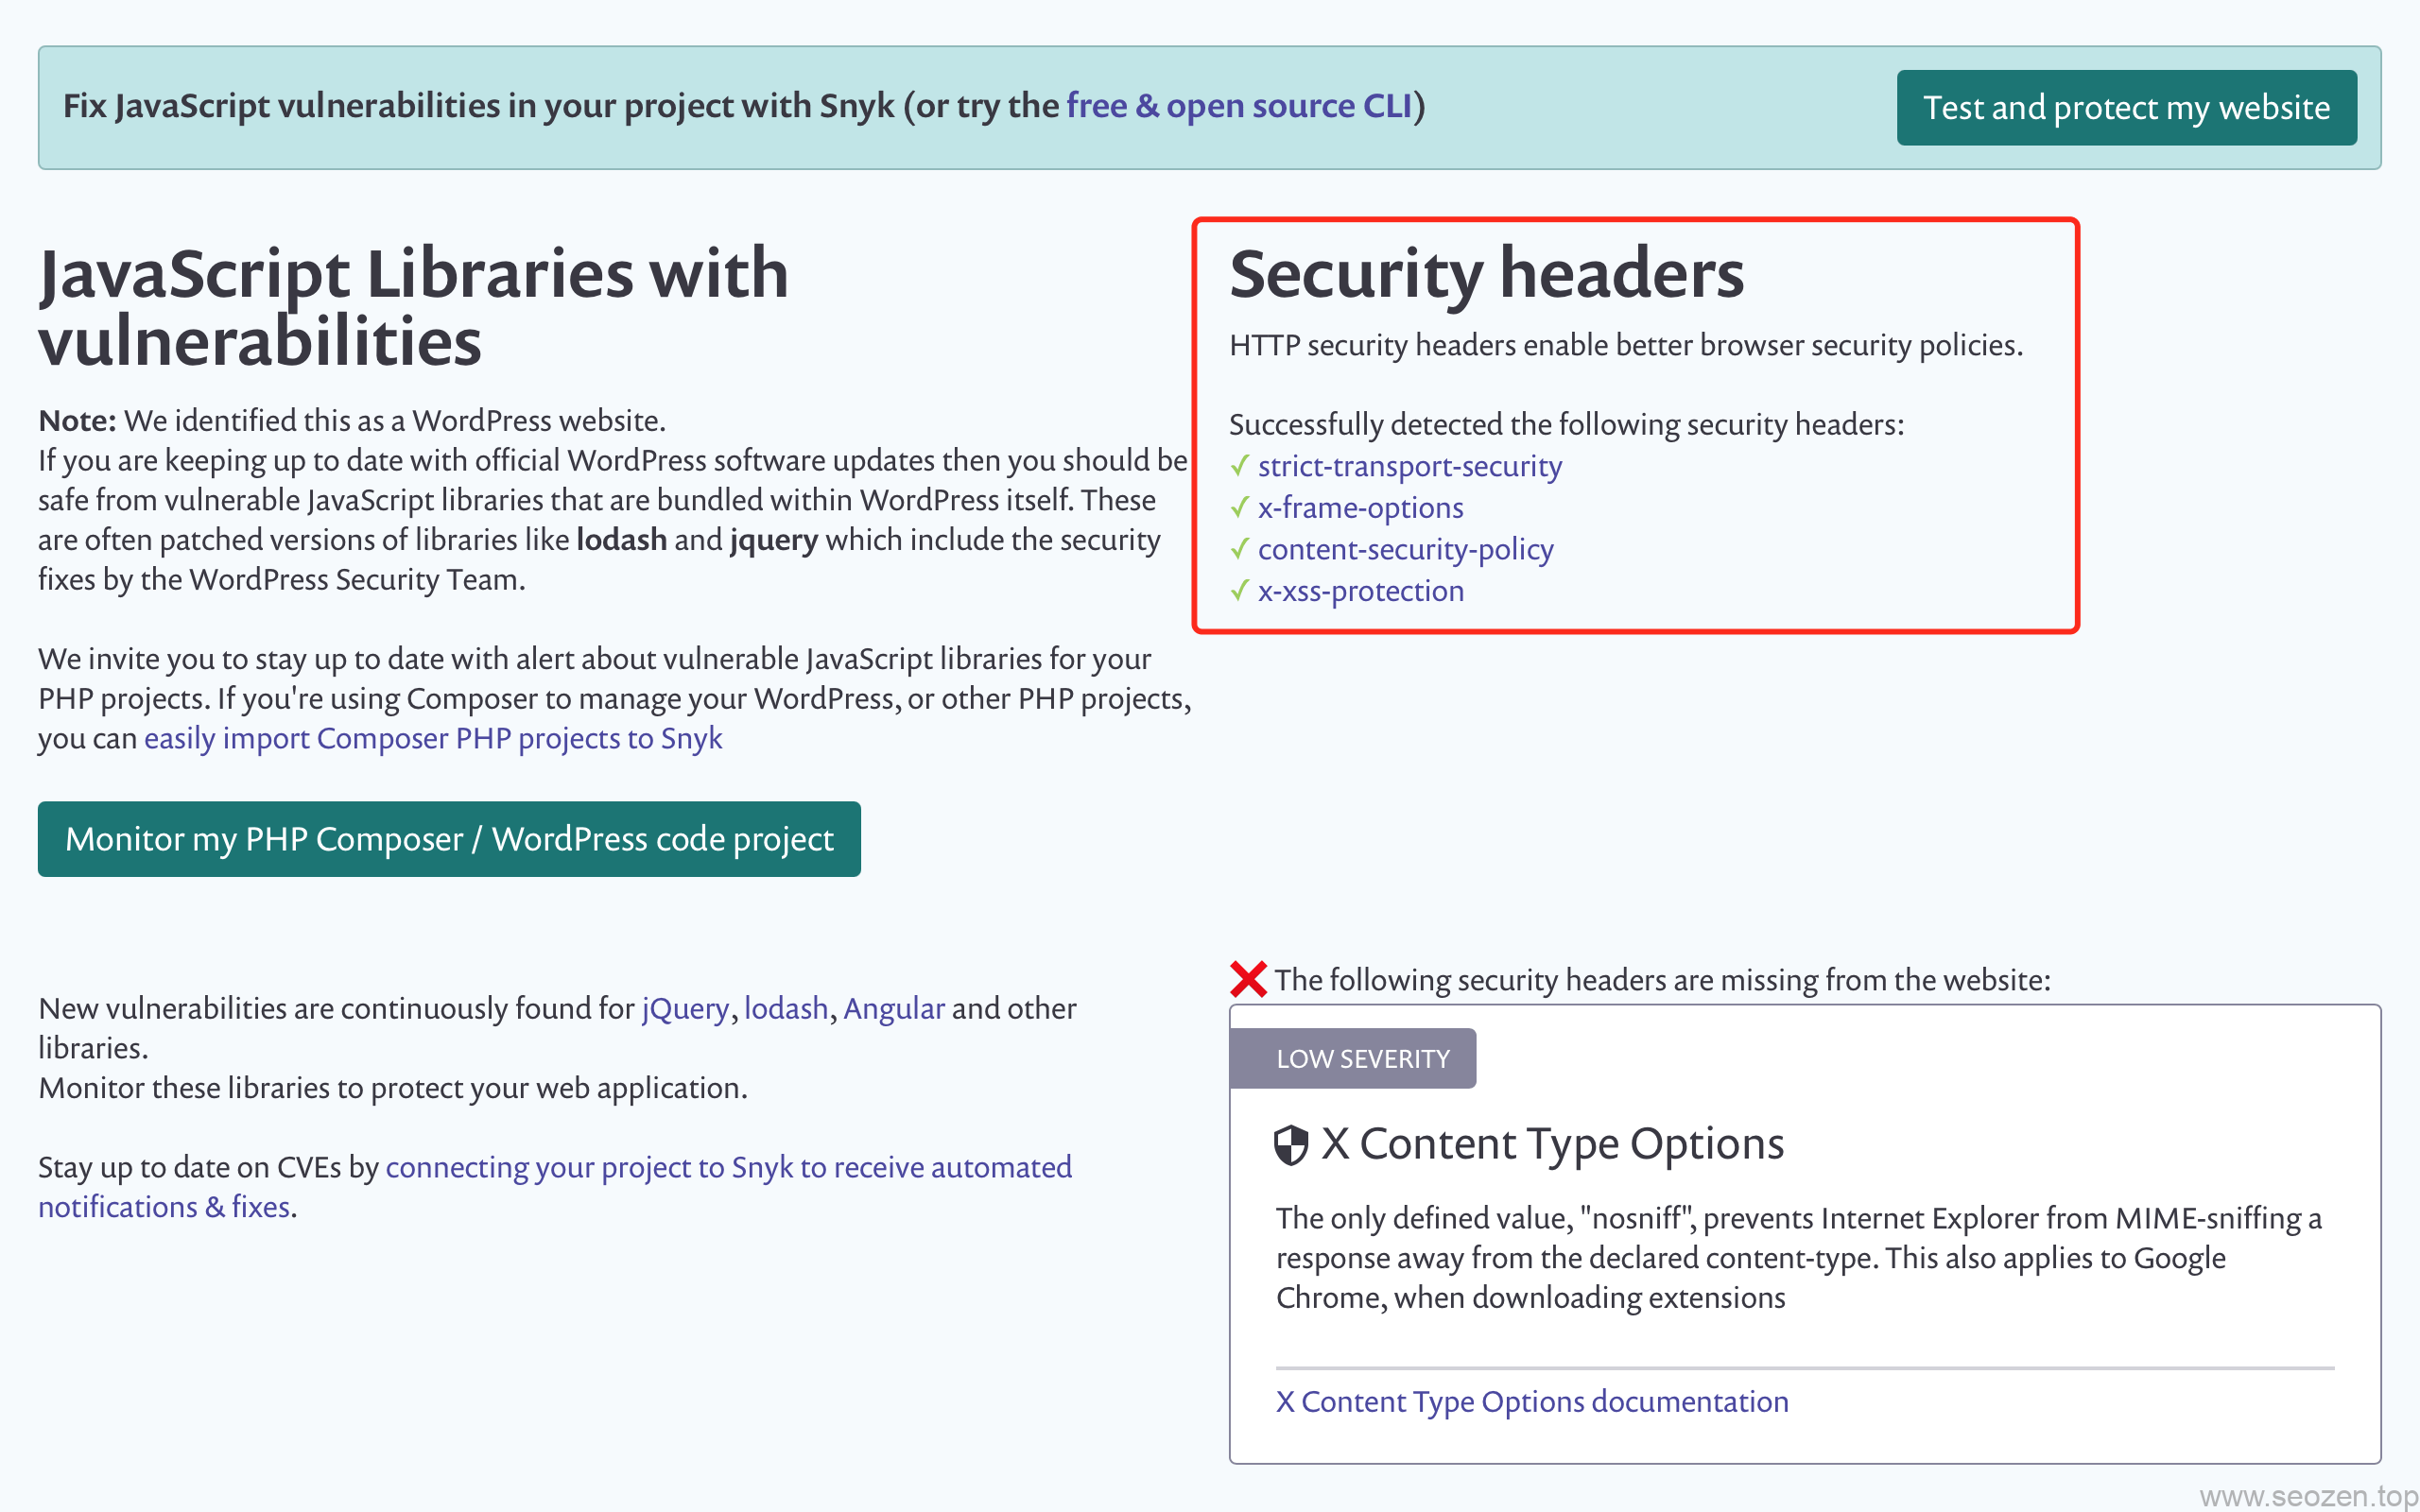 Fix JavaScript vulnerabilities in your project with Snyk (or try the free & open source CLI)
Test and protect my website
JavaScript Libraries with
vulnerabilities
Note: We identified this as a WordPress website.
If you are keeping up to date with official WordPress software updates then you should be
safe from vulnerable JavaScript libraries that are bundled within WordPress itself. These
are often patched versions of libraries like lodash and jquery which include the security
fixes by the WordPress Security Team.
We invite you to stay up to date with alert about vulnerable JavaScript libraries for your
PHP projects. If you're using Composer to manage your WordPress, or other PHP projects,
you can easily import Composer PHP projects to Snyk
Monitor my PHP Composer / WordPress code project
New vulnerabilities are continuously found for jQuery, lodash, Angular and other
libraries.
Monitor these libraries to protect your web application.
Stay up to date on CVEs by connecting your project to Snyk to receive automated
notifications & fixes.
Security headers
HTTP security headers enable better browser security policies.
Successfully detected the following security headers:
✓ strict-transport-security
✓ x-frame-options
✓ content-security-policy
✓ x-xss-protection
❌ The following security headers are missing from the website:
LOW SEVERITY
X Content Type Options
The only defined value, "nosniff", prevents Internet Explorer from MIME-sniffing a
response away from the declared content-type. This also applies to Google
Chrome, when downloading extensions
X Content Type Options documentation
www.seozen.top